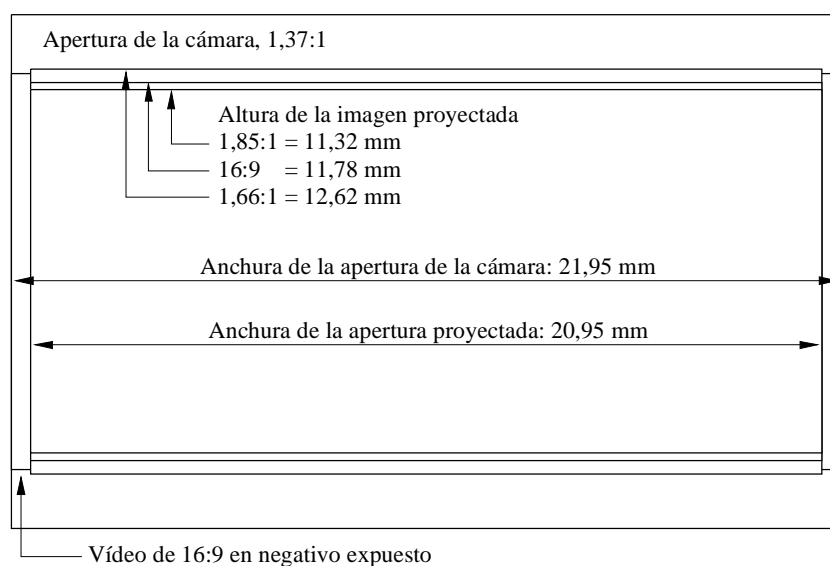 Apertura de la cámara, 1,37:1
Altura de la imagen proyectada
1,85:1 = 11,32 mm
16:9 = 11,78 mm
1,66:1 = 12,62 mm
Anchura de la apertura de la cámara: 21,95 mm
Anchura de la apertura proyectada: 20,95 mm
Vídeo de 16:9 en negativo expuesto